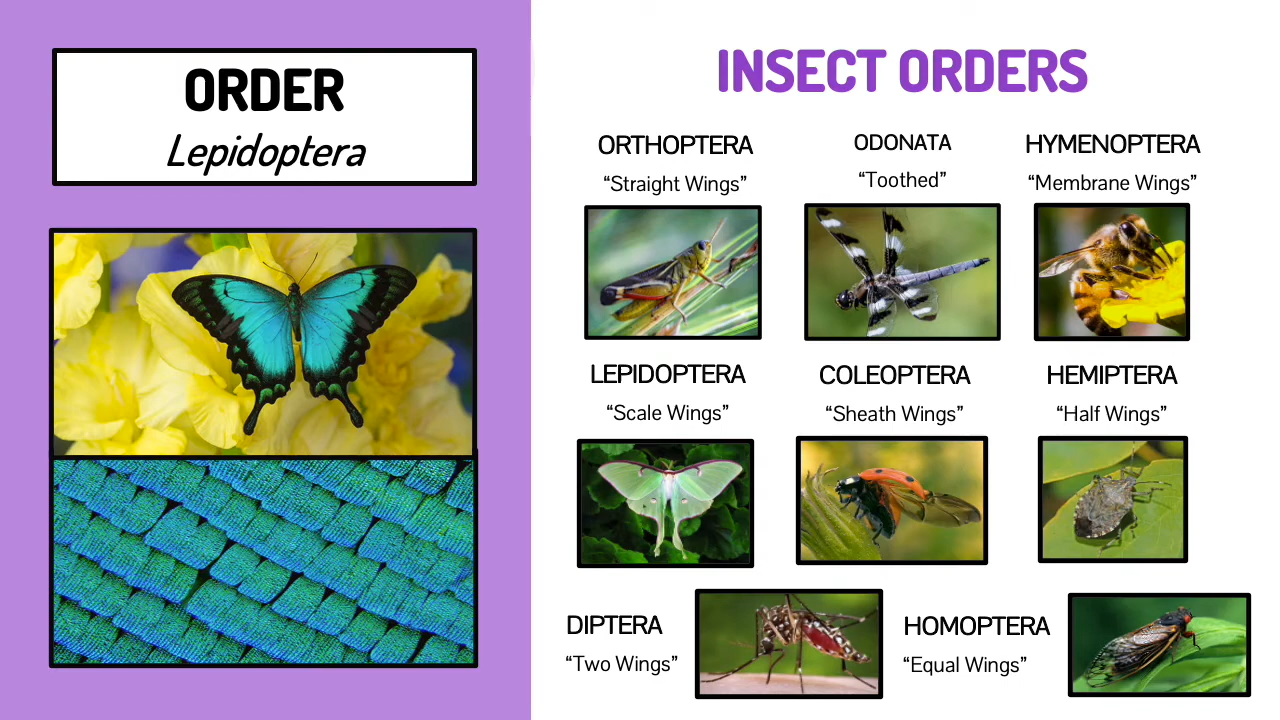 ORDER
Lepidoptera
INSECT ORDERS
ORTHOPTERA
“Straight Wings”
ODONATA
“Toothed”
HYMENOPTERA
“Membrane Wings”
LEPIDOPTERA
“Scale Wings”
COLEOPTERA
“Sheath Wings”
HEMIPTERA
“Half Wings”
DIPTERA
“Two Wings”
HOMOPTERA
“Equal Wings”